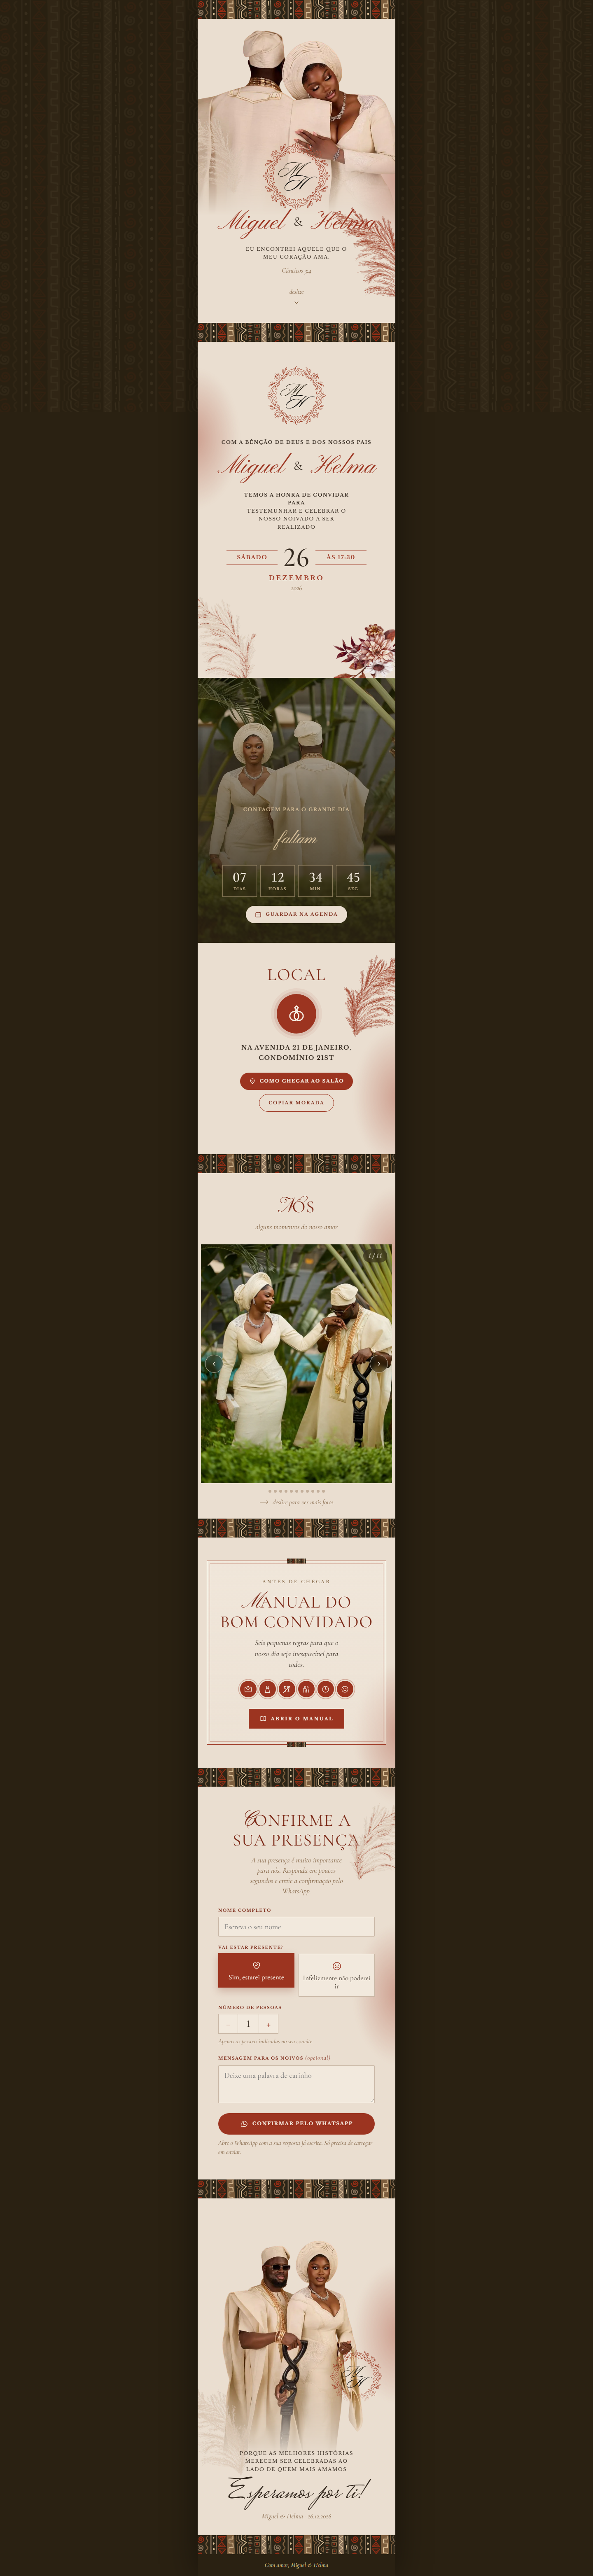 M
H
Miguel & Helma
EU ENCONTREI AQUELE QUE O
MEU CORAÇÃO AMA.
Cânticos 3:4
deslize
M
H
COM A BÊNÇÃO DE DEUS E DOS NOSSOS PAIS
Miguel & Helma
TEMOS A HONRA DE CONVIDAR
PARA
TESTEMUNHAR E CELEBRAR O
NOSSO NOIVADO A SER
REALIZADO
SÁBADO 26 ÀS 17:30
DEZEMBRO
2026
CONTAGEM PARA O GRANDE DIA
faltam
07 12 34 45
DIAS HORAS MIN SEG
GUARDAR NA AGENDA
LOCAL
NA AVENIDA 21 DE JANEIRO,
CONDOMÍNIO 21ST
COMO CHEGAR AO SALÃO
COPIAR MORADA
NÓS
alguns momentos do nosso amor
1 / 11
deslize para ver mais fotos
ANTES DE CHEGAR
MANUAL DO
BOM CONVIDADO
Seis pequenas regras para que o
nosso dia seja inesquecível para
todos.
ABRIR O MANUAL
CONFIRME A
SUA PRESENÇA
A sua presença é muito importante
para nós. Responda em poucos
segundos e envie a confirmação pelo
WhatsApp.
NOME COMPLETO
Escreva o seu nome
VAI ESTAR PRESENTE?
Sim, estarei presente
Infelizmente não poderei
ir
NÚMERO DE PESSOAS
- 1 +
Apenas as pessoas indicadas no seu convite.
MENSAGEM PARA OS NOIVOS (opcional)
Deixe uma palavra de carinho
CONFIRMAR PELO WHATSAPP
Abre o WhatsApp com a sua resposta já escrita. Só precisa de carregar
em enviar.
M
H
PORQUE AS MELHORES HISTÓRIAS
MERECEM SER CELEBRADAS AO
LADO DE QUEM MAIS AMAMOS
Esperamos por ti!
Miguel & Helma · 26.12.2026
Com amor, Miguel & Helma